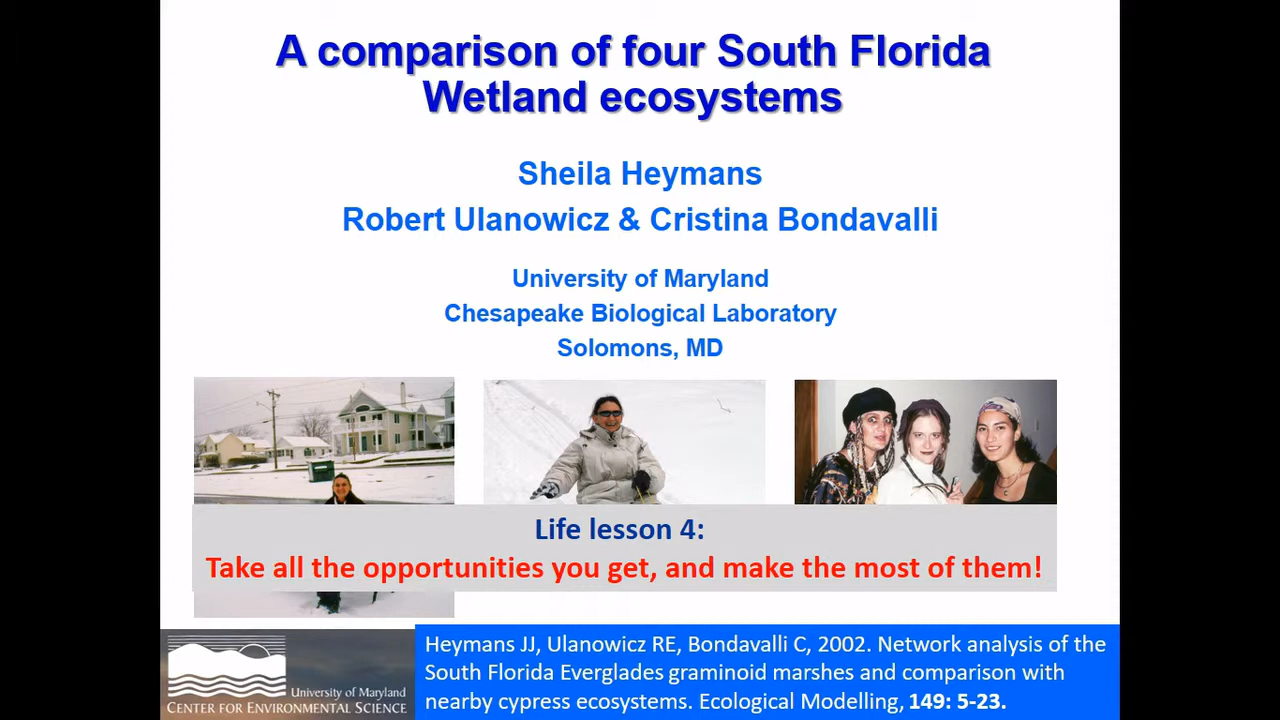 A comparison of four South Florida
Wetland ecosystems
Sheila Heymans
Robert Ulanowicz & Cristina Bondavalli
University of Maryland
Chesapeake Biological Laboratory
Solomons, MD
Life lesson 4:
Take all the opportunities you get, and make the most of them!
University of Maryland
CENTER FOR ENVIRONMENTAL SCIENCE
Heymans JJ, Ulanowicz RE, Bondavalli C, 2002. Network analysis of the
South Florida Everglades graminoid marshes and comparison with
nearby cypress ecosystems. Ecological Modelling, 149: 5-23.